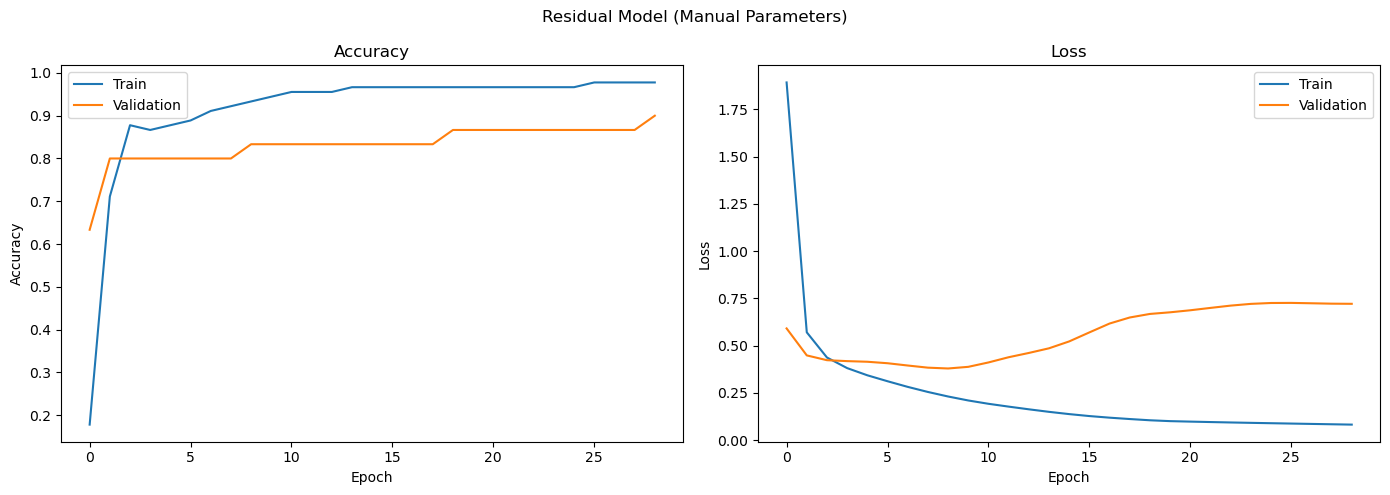 Residual Model (Manual Parameters)
Accuracy
Train
Validation
1.0
0.9
0.8
0.7
0.6
0.5
0.4
0.3
0.2
Accuracy
0 5 10 15 20 25
Epoch
Loss
Train
Validation
1.75
1.50
1.25
1.00
0.75
0.50
0.25
0.00
Loss
0 5 10 15 20 25
Epoch